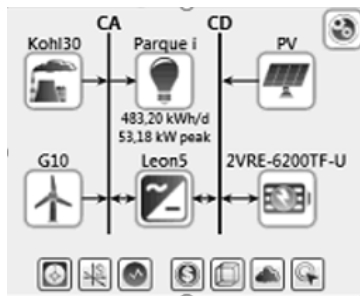 CA CD
Kohl30 Parque i PV
483,20 kWh/d
53,18 kW peak
G10 Leon5 2VRE-6200TF-U